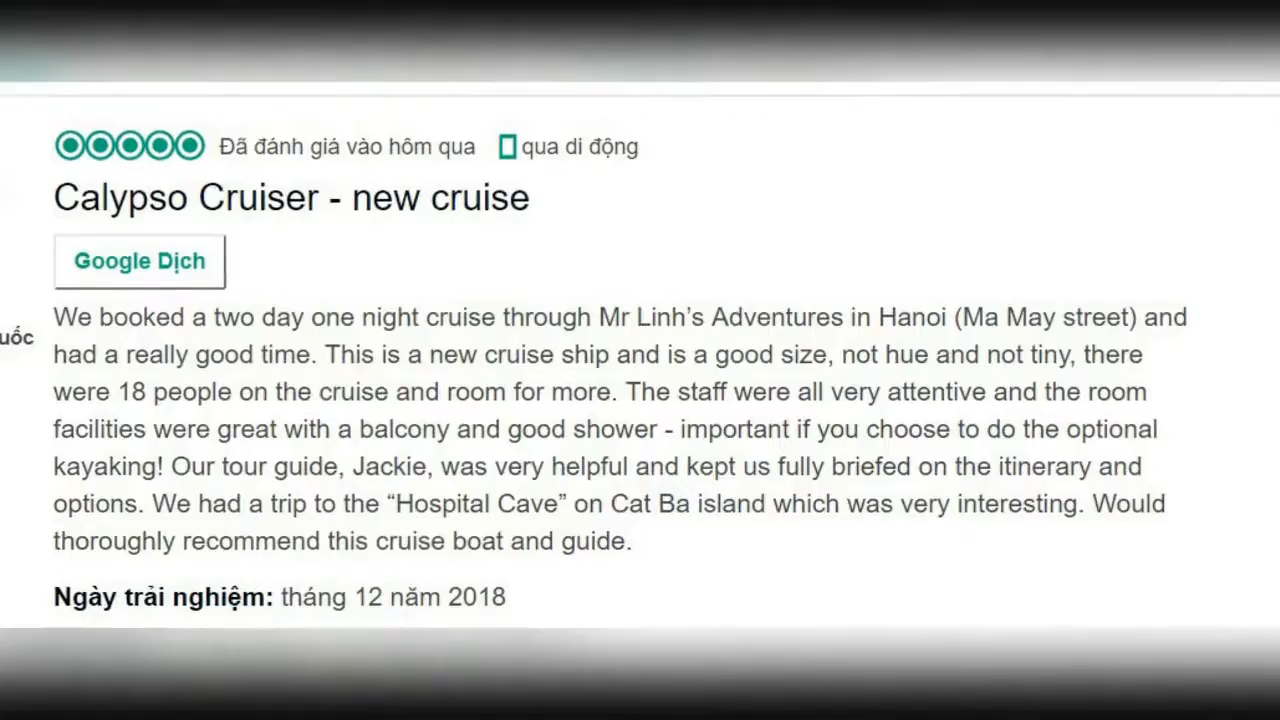 Đã đánh giá vào hôm qua qua di động
Calypso Cruiser - new cruise
Google Dịch
We booked a two day one night cruise through Mr Linh’s Adventures in Hanoi (Ma May street) and
uốc
had a really good time. This is a new cruise ship and is a good size, not hue and not tiny, there
were 18 people on the cruise and room for more. The staff were all very attentive and the room
facilities were great with a balcony and good shower - important if you choose to do the optional
kayaking! Our tour guide, Jackie, was very helpful and kept us fully briefed on the itinerary and
options. We had a trip to the “Hospital Cave” on Cat Ba island which was very interesting. Would
thoroughly recommend this cruise boat and guide.
Ngày trải nghiệm: tháng 12 năm 2018